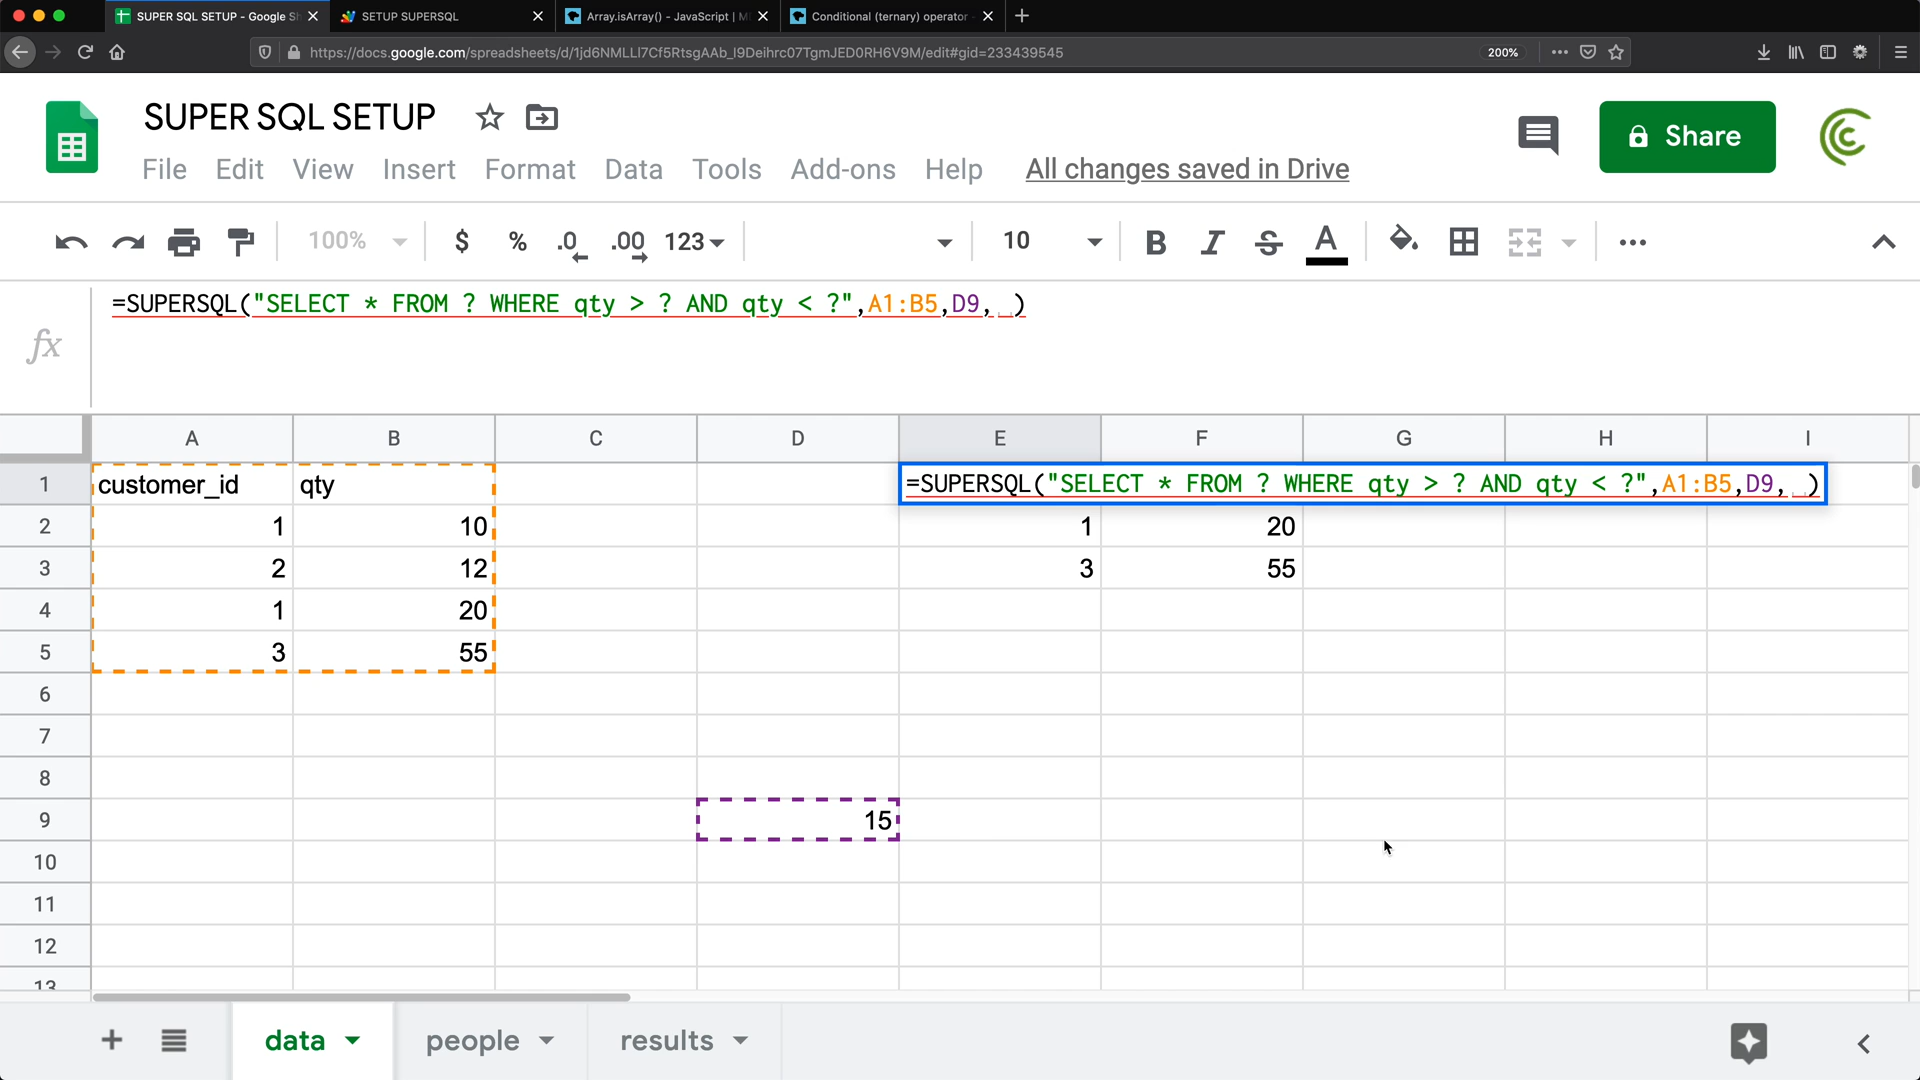 SUPER SQL SETUP - Google Sh
SETUP SUPERSQL
Array.isArray() - JavaScript | M
Conditional (ternary) operator
https://docs.google.com/spreadsheets/d/1jd6NMLLl7Cf5RtsgAAb_I9Deihrc07TgmJED0RH6V9M/edit#gid=233439545
200%
SUPER SQL SETUP
Share
File Edit View Insert Format Data Tools Add-ons Help All changes saved in Drive
100% $ % .0 .00 123 10 B I S A
fx
=SUPERSQL("SELECT * FROM ? WHERE qty > ? AND qty < ?",A1:B5,D9, )
A B C D E F G H I
1 customer_id qty =SUPERSQL("SELECT * FROM ? WHERE qty > ? AND qty < ?",A1:B5,D9, )
2 1 10 1 20
3 2 12 3 55
4 1 20
5 3 55
6
7
8
9 15
10
11
12
13
data people results